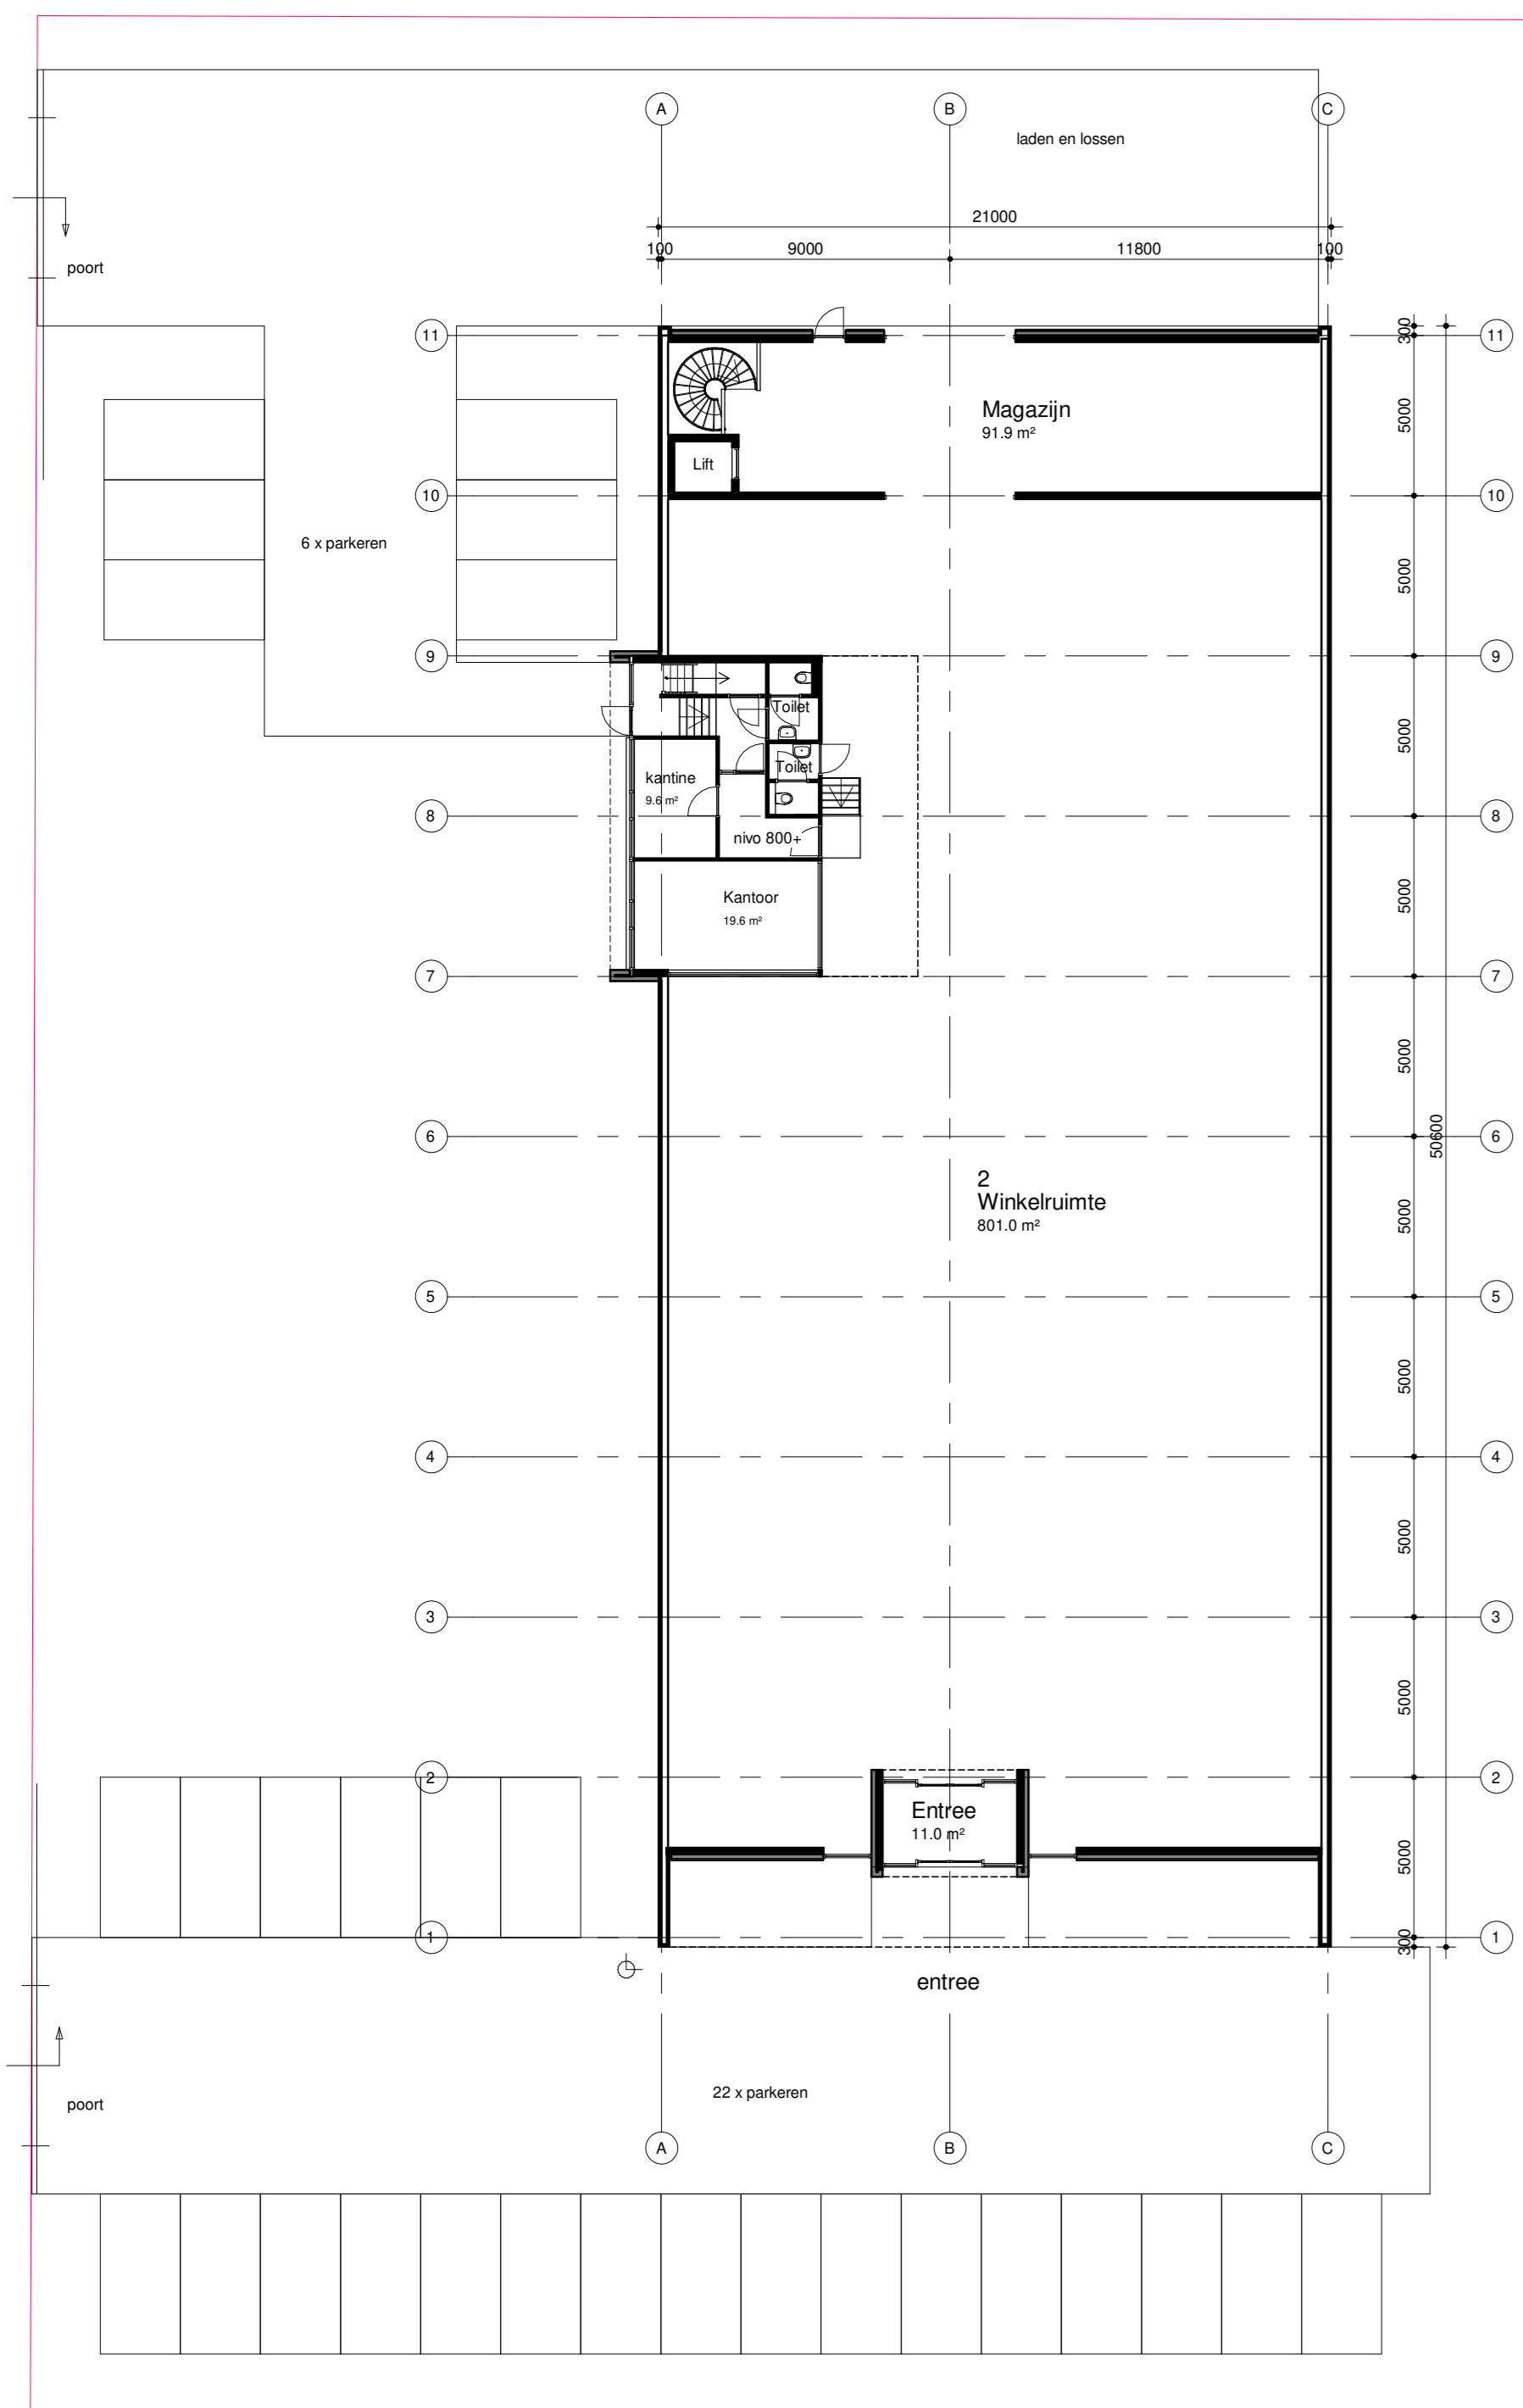 A
B
C
laden en lossen
21000
100
9000
11800
100
poort
11
300
11
Magazijn
91.9 m²
5000
Lift
10
10
6 x parkeren
5000
9
9
Toilet
5000
Toilet
kantine
9.6 m²
8
8
nivo 800+
Kantoor
19.6 m²
5000
7
7
5000
6
50600
6
2
Winkelruimte
801.0 m²
5000
5
5
5000
4
4
5000
3
3
5000
2
2
Entree
11.0 m²
5000
1
300
1
entree
22 x parkeren
poort
A
B
C